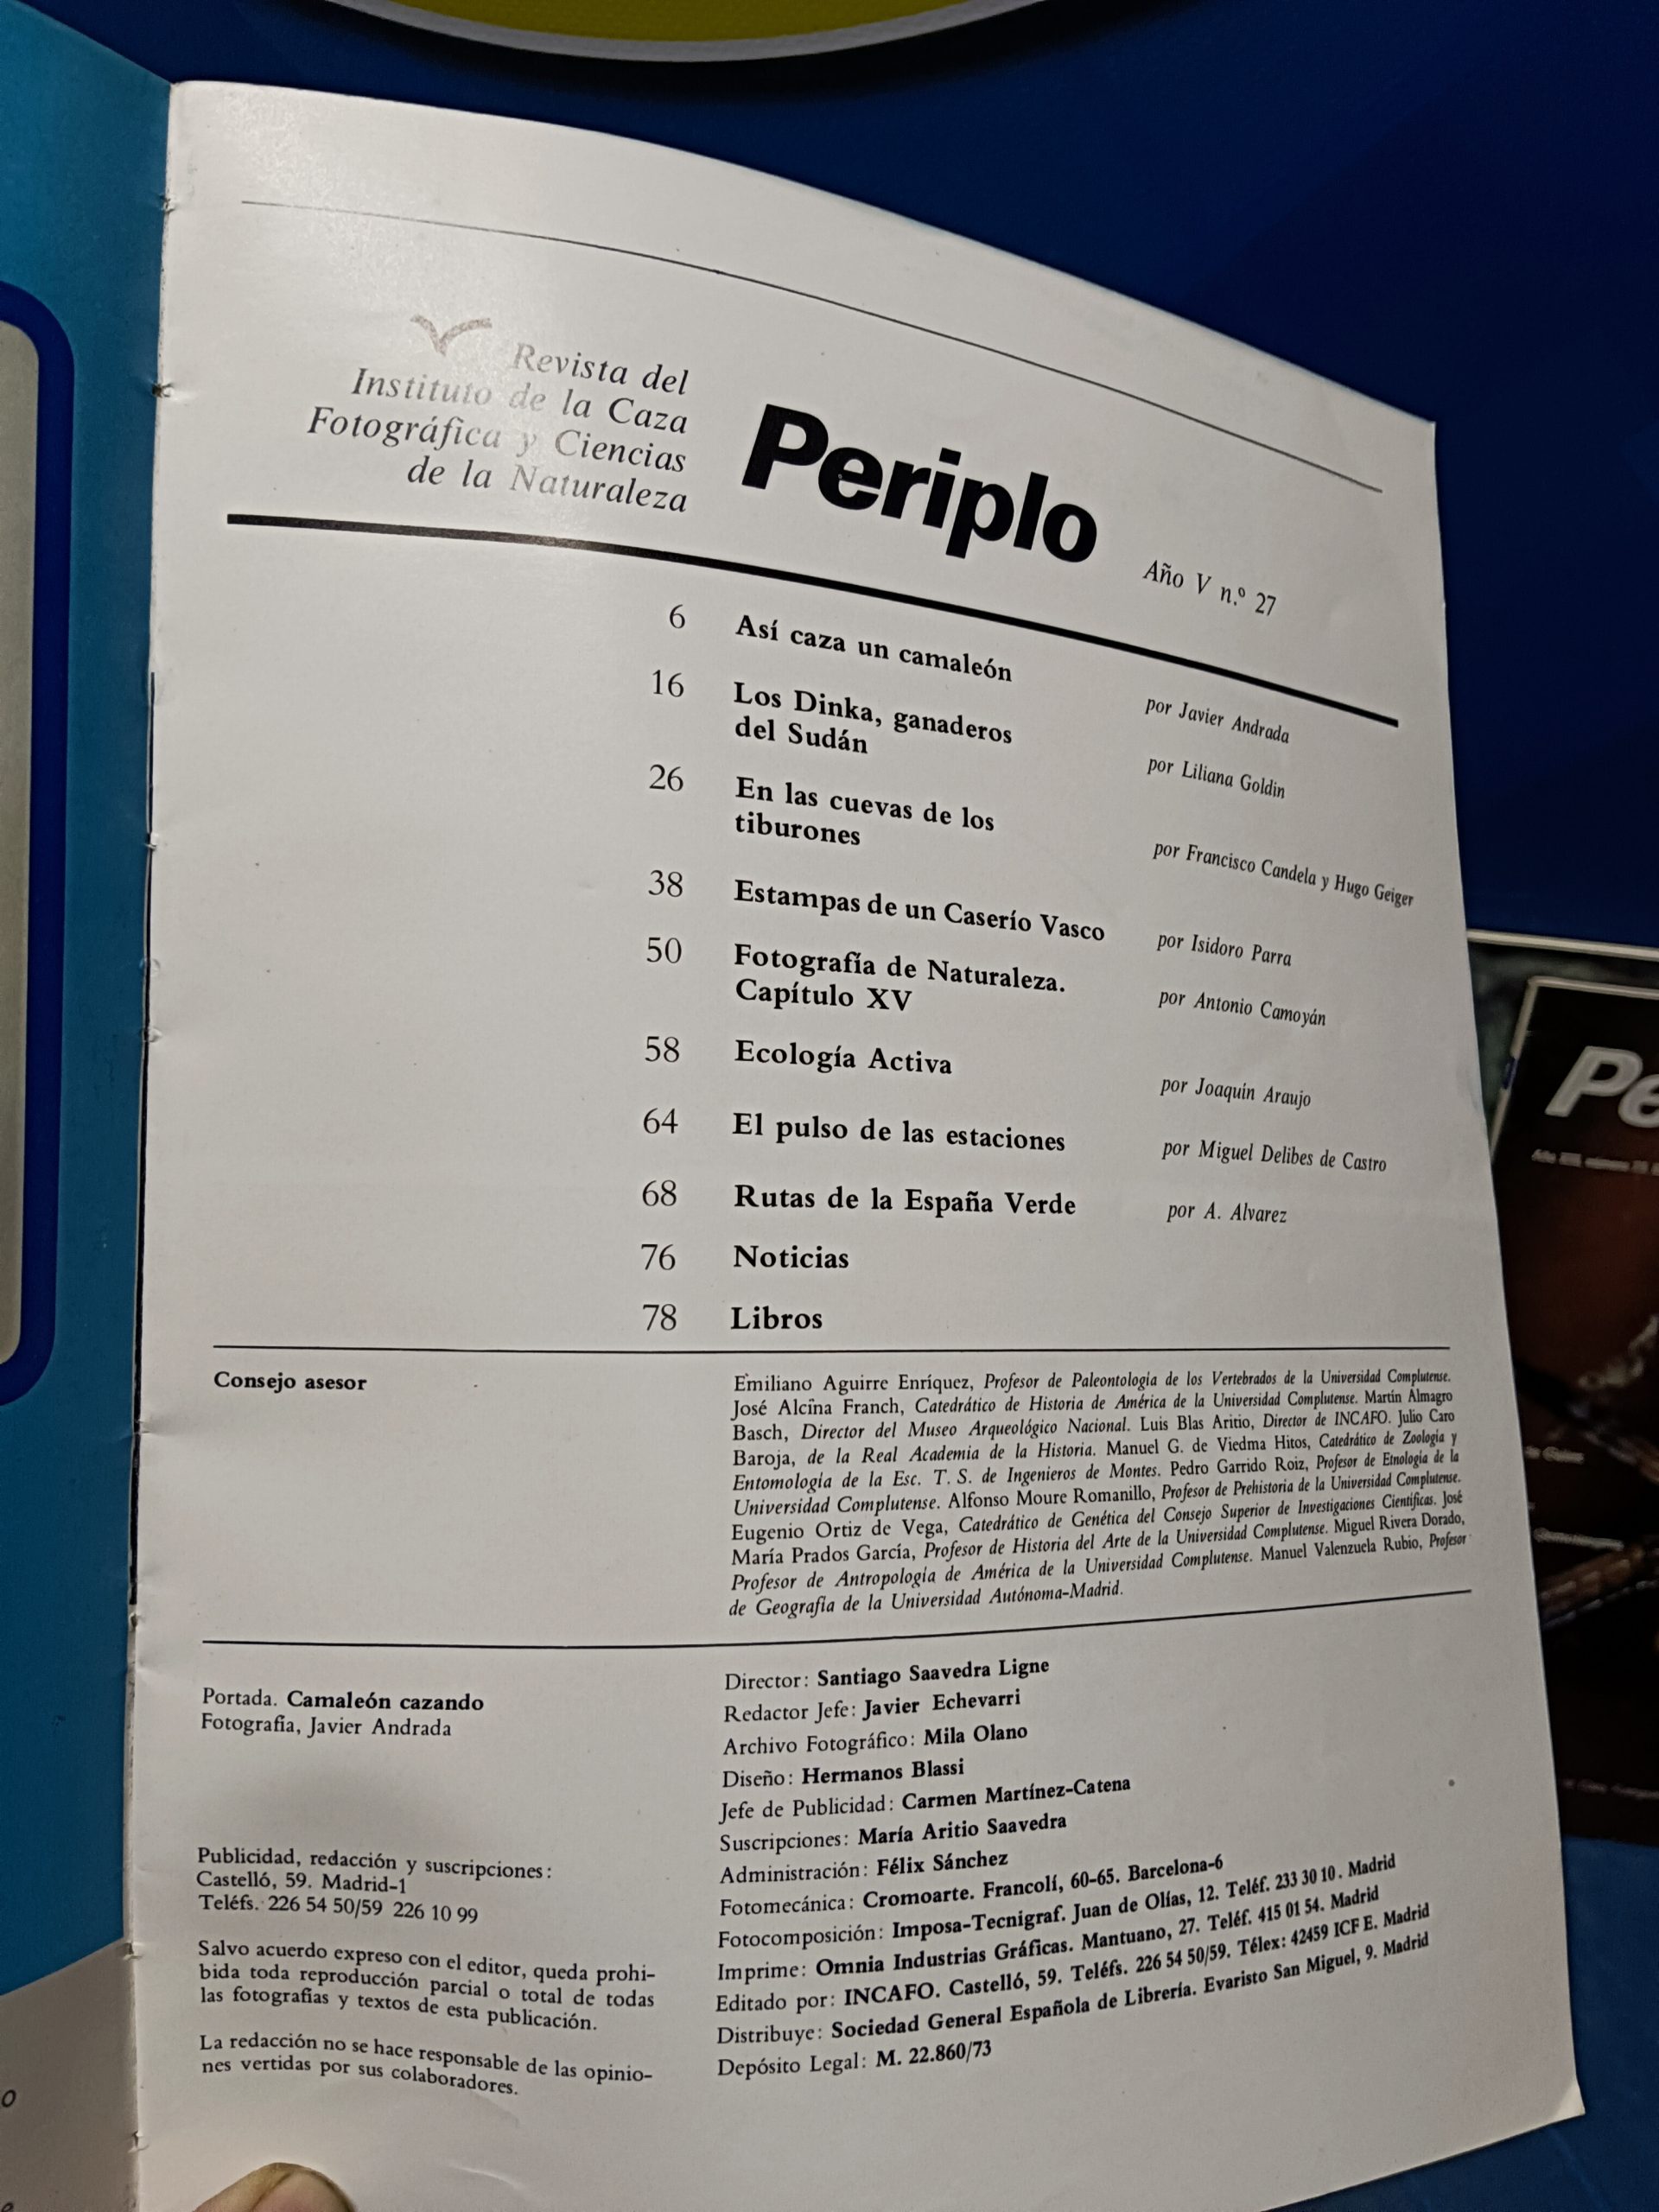 Revista del
Instituto de la Caza
Fotográfica y Ciencias
de la Naturaleza
Periplo
Año V n.º 27
6 Así caza un camaleón por Javier Andrada
16 Los Dinka, ganaderos
del Sudán por Liliana Goldin
26 En las cuevas de los
tiburones por Francisco Candela y Hugo Geiger
38 Estampas de un Caserío Vasco por Isidoro Parra
50 Fotografía de Naturaleza.
Capítulo XV por Antonio Camoyán
58 Ecología Activa por Joaquín Araujo
64 El pulso de las estaciones por Miguel Delibes de Castro
68 Rutas de la España Verde por A. Alvarez
76 Noticias
78 Libros
Consejo asesor
Emiliano Aguirre Enríquez, Profesor de Paleontología de los Vertebrados de la Universidad Complutense.
José Alcina Franch, Catedrático de Historia de América de la Universidad Complutense. Martín Almagro
Basch, Director del Museo Arqueológico Nacional. Luis Blas Aritio, Director de INCAFO. Julio Caro
Baroja, de la Real Academia de la Historia. Manuel G. de Viedma Hitos, Catedrático de Zoología y
Entomología de la Esc. T. S. de Ingenieros de Montes. Pedro Garrido Roiz, Profesor de Etnología de la
Universidad Complutense. Alfonso Moure Romanillo, Profesor de Prehistoria de la Universidad Complutense.
Eugenio Ortiz de Vega, Catedrático de Genética del Consejo Superior de Investigaciones Científicas. José
María Prados García, Profesor de Historia del Arte de la Universidad Complutense. Miguel Rivera Dorado,
Profesor de Antropología de América de la Universidad Complutense. Manuel Valenzuela Rubio, Profesor
de Geografía de la Universidad Autónoma-Madrid.
Portada. Camaleón cazando
Fotografía, Javier Andrada
Publicidad, redacción y suscripciones:
Castelló, 59. Madrid-1
Teléfs. 226 54 50/59 226 10 99
Salvo acuerdo expreso con el editor, queda prohi-
bida toda reproducción parcial o total de todas
las fotografías y textos de esta publicación.
La redacción no se hace responsable de las opinio-
nes vertidas por sus colaboradores.
Director: Santiago Saavedra Ligne
Redactor Jefe: Javier Echevarri
Archivo Fotográfico: Mila Olano
Diseño: Hermanos Blassi
Jefe de Publicidad: Carmen Martínez-Catena
Suscripciones: María Aritio Saavedra
Administración: Félix Sánchez
Fotomecánica: Cromoarte. Francolí, 60-65. Barcelona-6
Fotocomposición: Imposa-Tecnigraf. Juan de Olías, 12. Teléf. 233 30 10. Madrid
Imprime: Omnia Industrias Gráficas. Mantuano, 27. Teléf. 415 01 54. Madrid
Editado por: INCAFO. Castelló, 59. Teléfs. 226 54 50/59. Télex: 42459 ICF E. Madrid
Distribuye: Sociedad General Española de Librería. Evaristo San Miguel, 9. Madrid
Depósito Legal: M. 22.860/73
Pe